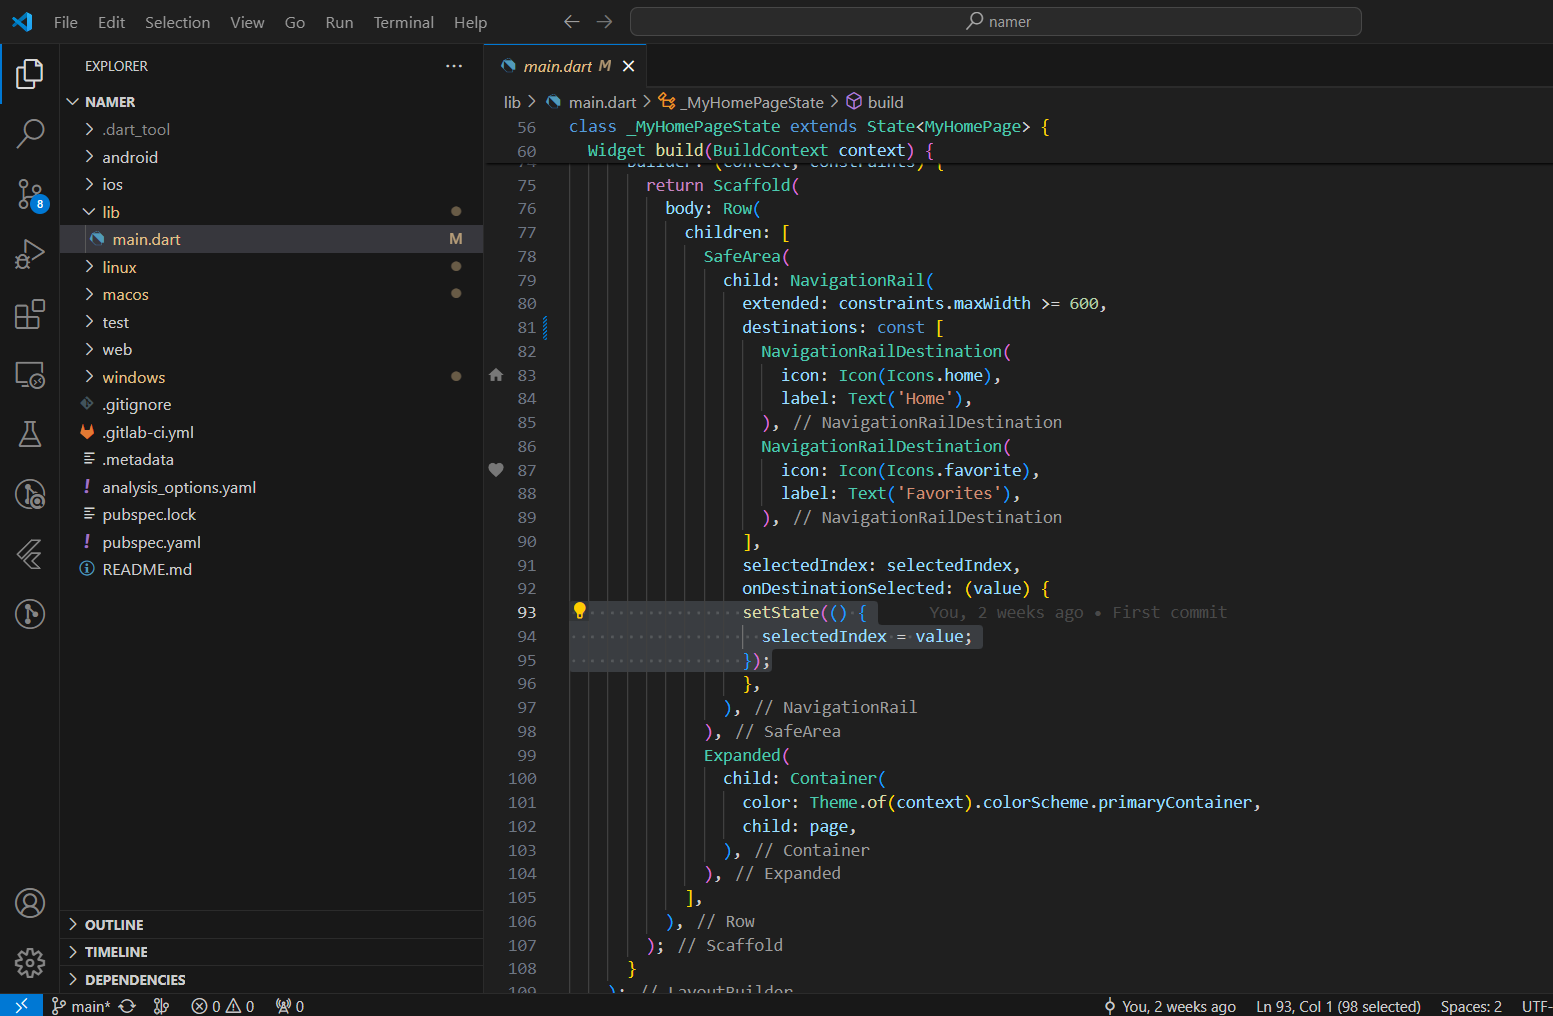 File Edit Selection View Go Run Terminal Help
namer
EXPLORER
NAMER
.dart_tool
android
ios
lib
main.dart M
linux
macos
test
web
windows
.gitignore
.gitlab-ci.yml
.metadata
! analysis_options.yaml
pubspec.lock
! pubspec.yaml
README.md
OUTLINE
TIMELINE
DEPENDENCIES
8
main.dart M
lib > main.dart > _MyHomePageState > build
56 class _MyHomePageState extends State<MyHomePage> {
60 Widget build(BuildContext context) {
74 builder: (context, constraints) {
75 return Scaffold(
76 body: Row(
77 children: [
78 SafeArea(
79 child: NavigationRail(
80 extended: constraints.maxWidth >= 600,
81 destinations: const [
82 NavigationRailDestination(
83 icon: Icon(Icons.home),
84 label: Text('Home'),
85 ), // NavigationRailDestination
86 NavigationRailDestination(
87 icon: Icon(Icons.favorite),
88 label: Text('Favorites'),
89 ), // NavigationRailDestination
90 ],
91 selectedIndex: selectedIndex,
92 onDestinationSelected: (value) {
93 setState(() { You, 2 weeks ago • First commit
94 selectedIndex = value;
95 });
96 },
97 ), // NavigationRail
98 ), // SafeArea
99 Expanded(
100 child: Container(
101 color: Theme.of(context).colorScheme.primaryContainer,
102 child: page,
103 ), // Container
104 ), // Expanded
105 ],
106 ), // Row
107 ); // Scaffold
108 }
109 ); // LayoutBuilder
main* 0 0 0 You, 2 weeks ago Ln 93, Col 1 (98 selected) Spaces: 2 UTF-